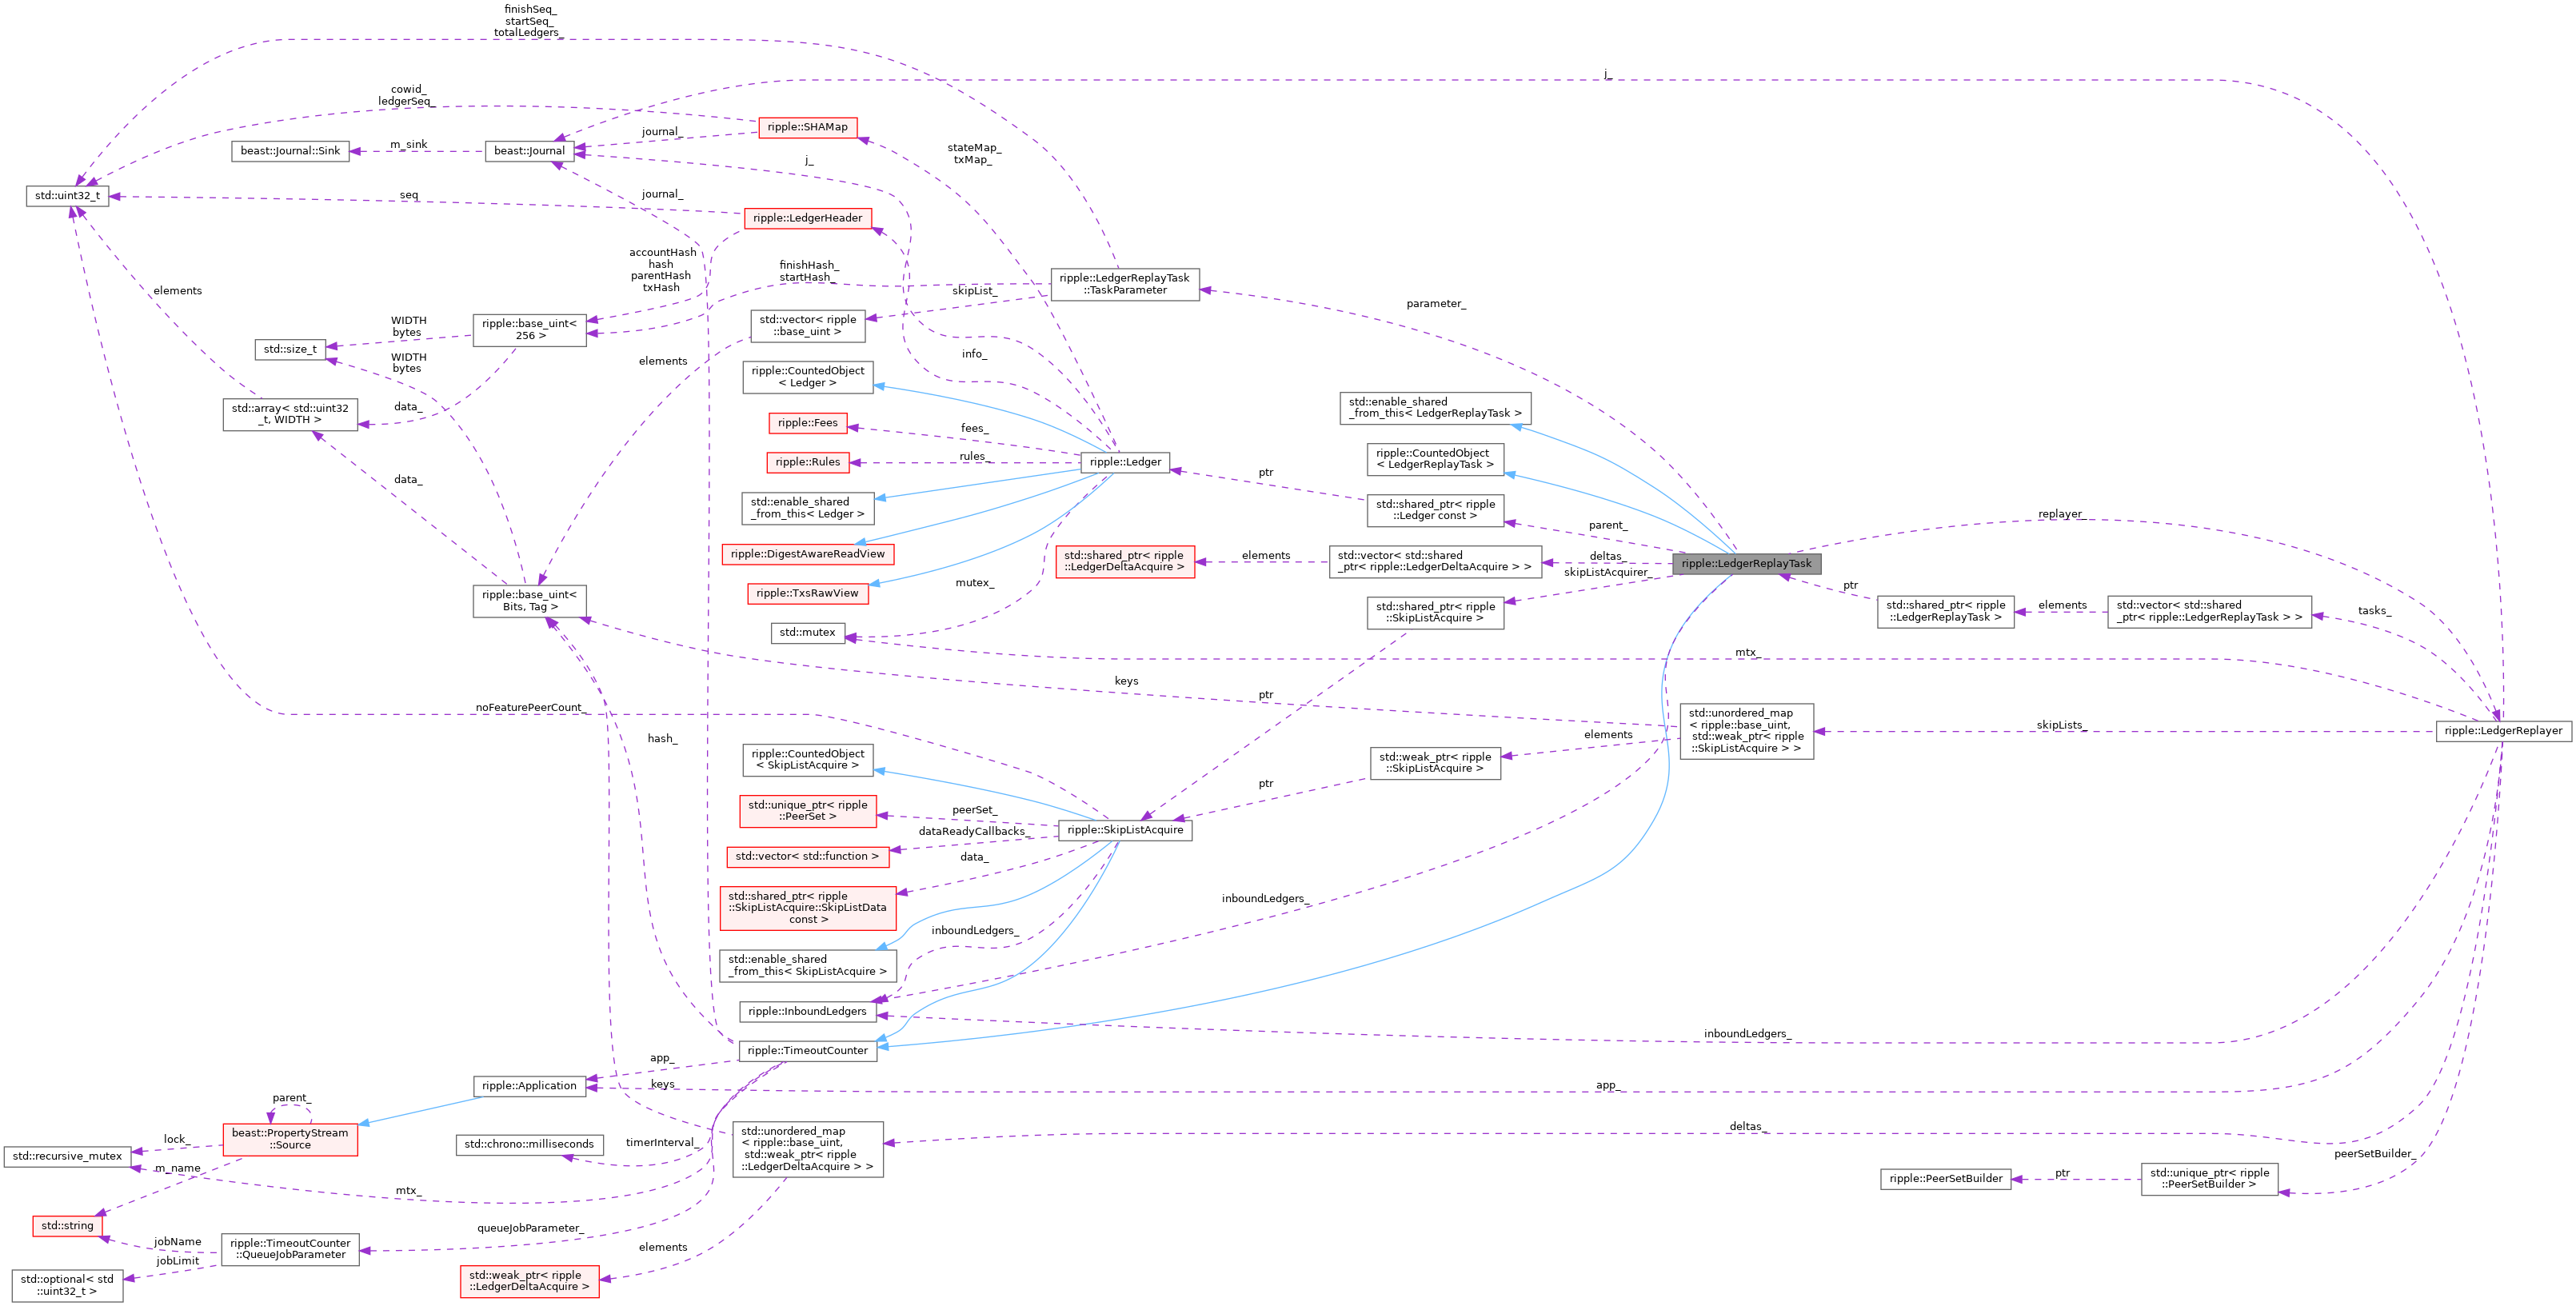 finishSeq_
startSeq_
totalLedgers_
j_
cowid_
ledgerSeq_
ripple::SHAMap
journal_
m_sink
beast::Journal::Sink
beast::Journal
stateMap_
txMap_
j_
std::uint32_t
seq
journal_
ripple::LedgerHeader
accountHash
hash
parentHash
txHash
finishHash_
startHash_
ripple::LedgerReplayTask
::TaskParameter
skipList_
parameter_
elements
WIDTH
bytes
ripple::base_uint<
256 >
std::vector< ripple
::base_uint >
std::size_t
WIDTH
bytes
elements
info_
ripple::CountedObject
< Ledger >
std::array< std::uint32
_t, WIDTH >
data_
std::enable_shared
_from_this< LedgerReplayTask >
ripple::Fees
fees_
ripple::CountedObject
< LedgerReplayTask >
ripple::Rules
rules_
ripple::Ledger
ptr
data_
std::enable_shared
_from_this< Ledger >
std::shared_ptr< ripple
::Ledger const >
parent_
replayer_
ripple::DigestAwareReadView
std::shared_ptr< ripple
::LedgerDeltaAcquire >
elements
std::vector< std::shared
_ptr< ripple::LedgerDeltaAcquire > >
deltas_
skipListAcquirer_
ripple::LedgerReplayTask
ptr
ripple::TxsRawView
mutex_
ripple::base_uint<
Bits, Tag >
std::shared_ptr< ripple
::SkipListAcquire >
std::shared_ptr< ripple
::LedgerReplayTask >
elements
std::vector< std::shared
_ptr< ripple::LedgerReplayTask > >
tasks_
std::mutex
mtx_
keys
ptr
noFeaturePeerCount_
std::unordered_map
< ripple::base_uint,
std::weak_ptr< ripple
::SkipListAcquire > >
skipLists_
ripple::LedgerReplayer
hash_
elements
ripple::CountedObject
< SkipListAcquire >
std::weak_ptr< ripple
::SkipListAcquire >
ptr
std::unique_ptr< ripple
::PeerSet >
peerSet_
dataReadyCallbacks_
ripple::SkipListAcquire
std::vector< std::function >
data_
std::shared_ptr< ripple
::SkipListAcquire::SkipListData
const >
inboundLedgers_
inboundLedgers_
std::enable_shared
_from_this< SkipListAcquire >
ripple::InboundLedgers
inboundLedgers_
ripple::TimeoutCounter
app_
ripple::Application
keys
app_
parent_
beast::PropertyStream
::Source
lock_
std::recursive_mutex
m_name
std::chrono::milliseconds
timerInterval_
std::unordered_map
< ripple::base_uint,
std::weak_ptr< ripple
::LedgerDeltaAcquire > >
deltas_
peerSetBuilder_
ripple::PeerSetBuilder
ptr
std::unique_ptr< ripple
::PeerSetBuilder >
mtx_
std::string
queueJobParameter_
jobName
ripple::TimeoutCounter
::QueueJobParameter
elements
jobLimit
std::optional< std
::uint32_t >
std::weak_ptr< ripple
::LedgerDeltaAcquire >